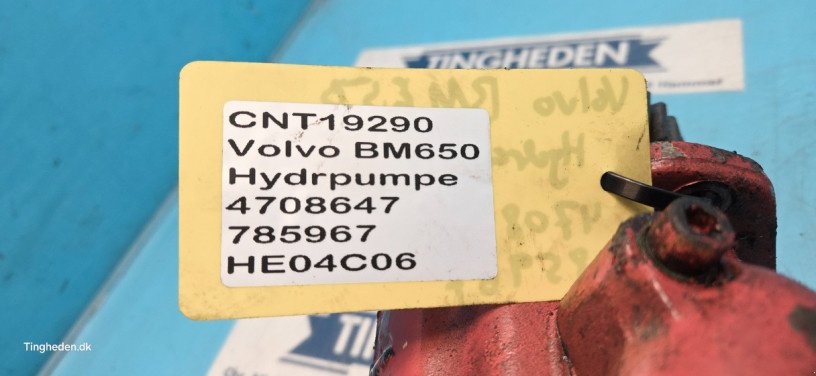 TINGHEDEN
CNT19290
Volvo BM650
Hydrpumpe
4708647
785967
HE04C06
Tingheden.dk